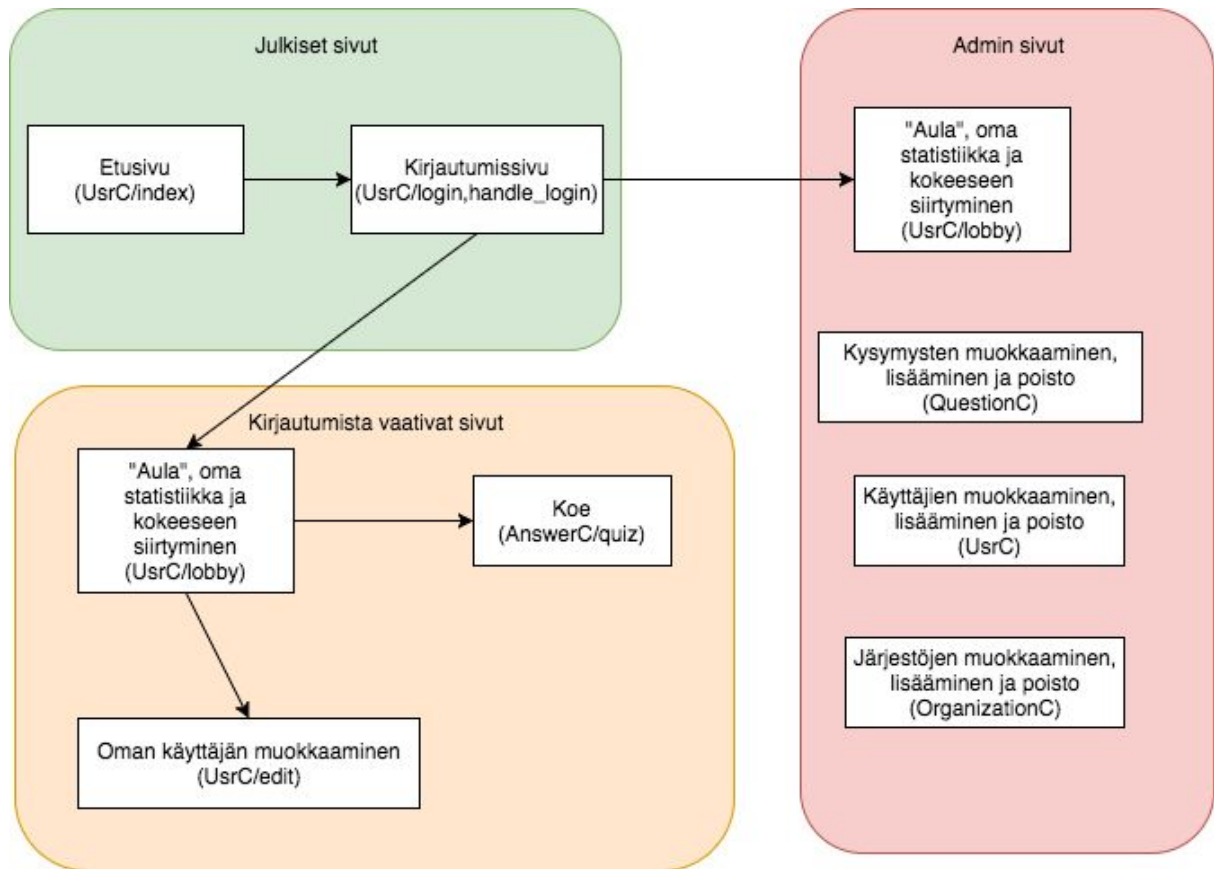 Julkiset sivut
Etusivu
(UsrC/index)
Kirjautumissivu
(UsrC/login,handle_login)
Admin sivut
"Aula", oma
statistiikka ja
kokeeseen
siirtyminen
(UsrC/lobby)
Kysymysten muokkaaminen,
lisääminen ja poisto
(QuestionC)
Käyttäjien muokkaaminen,
lisääminen ja poisto
(UsrC)
Järjestöjen muokkaaminen,
lisääminen ja poisto
(OrganizationC)
Kirjautumista vaativat sivut
"Aula", oma
statistiikka ja
kokeeseen
siirtyminen
(UsrC/lobby)
Koe
(AnswerC/quiz)
Oman käyttäjän muokkaaminen
(UsrC/edit)